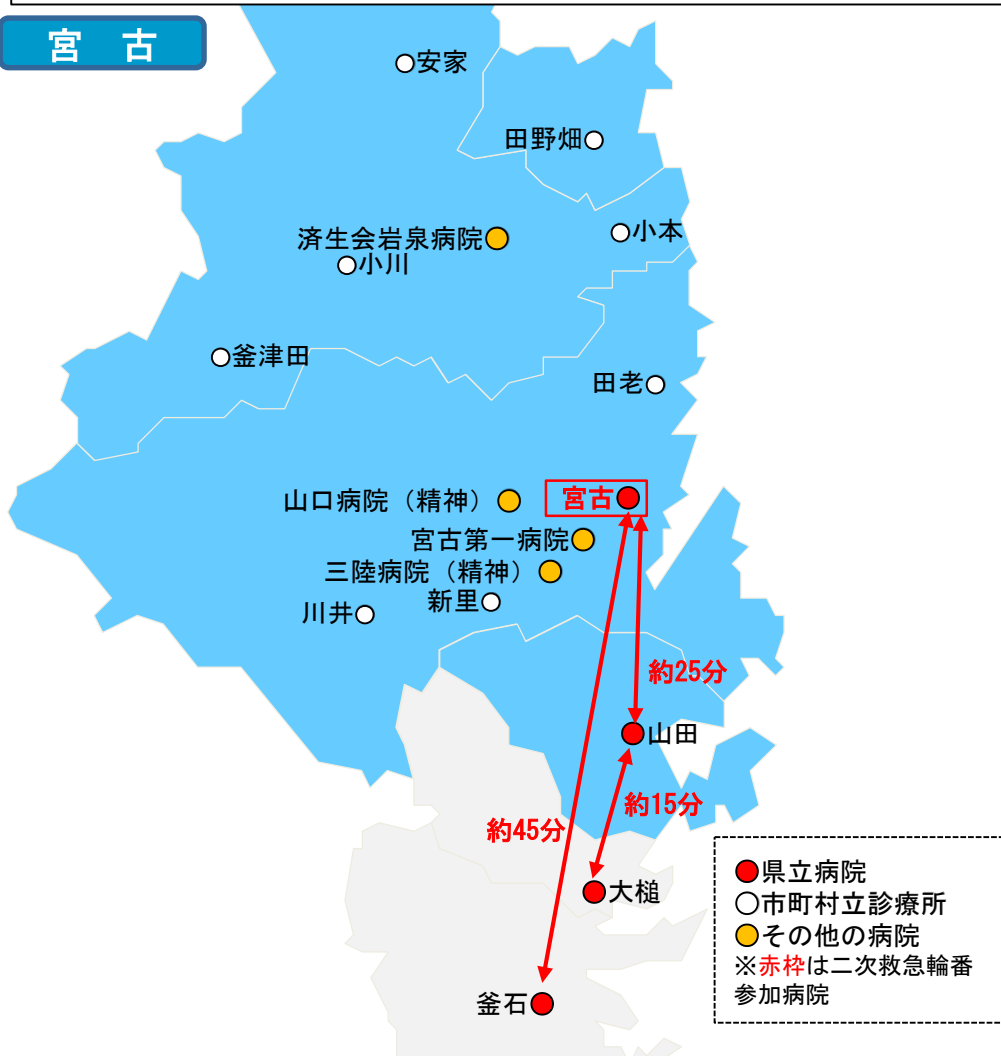 宮 古
安家
田野畑
小本
済生会岩泉病院
小川
釜津田
田老
山口病院（精神）
宮古
宮古第一病院
三陸病院（精神）
新里
川井
約25分
山田
約15分
約45分
大槌
釜石
県立病院
市町村立診療所
その他の病院
※赤枠は二次救急輪番
参加病院